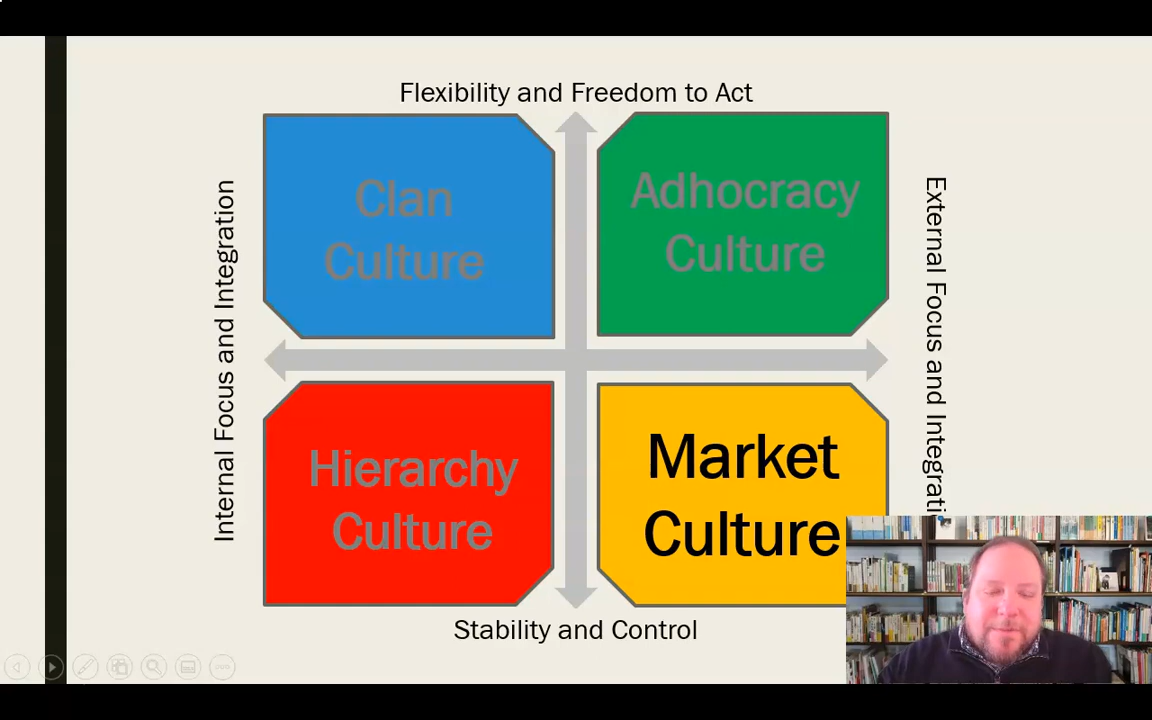 Flexibility and Freedom to Act
Internal Focus and Integration
Clan
Culture
Adhocracy
Culture
External Focus and
Hierarchy
Culture
Market
Culture
Stability and Control